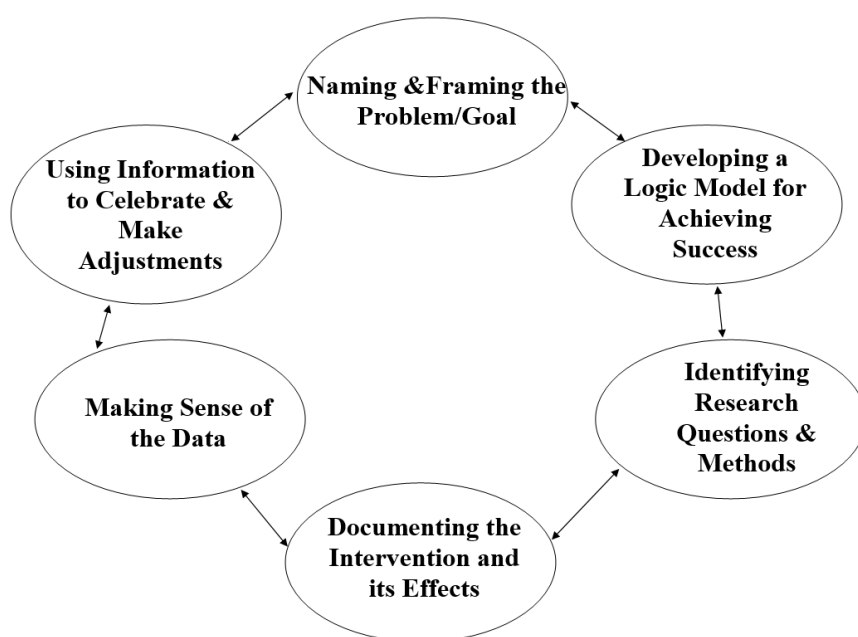 Naming &Framing the
Problem/Goal
Developing a
Logic Model for
Achieving
Success
Identifying
Research
Questions &
Methods
Documenting the
Intervention and
its Effects
Making Sense of
the Data
Using Information
to Celebrate &
Make
Adjustments